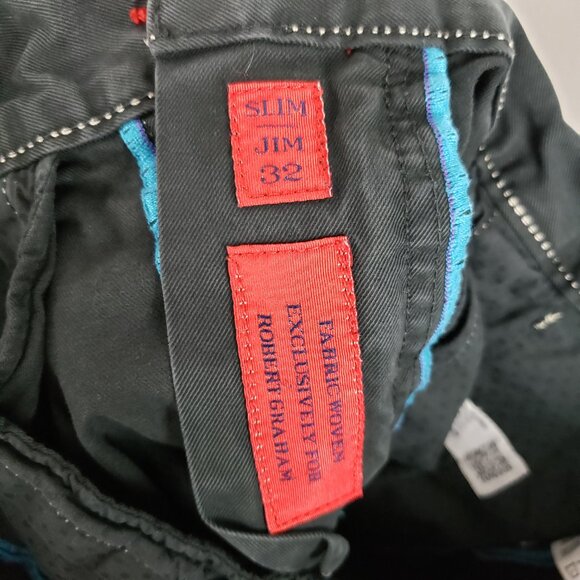 SLIM
JIM
32
FABRIC WOVEN
EXCLUSIVELY FOR
ROBERT GRAHAM